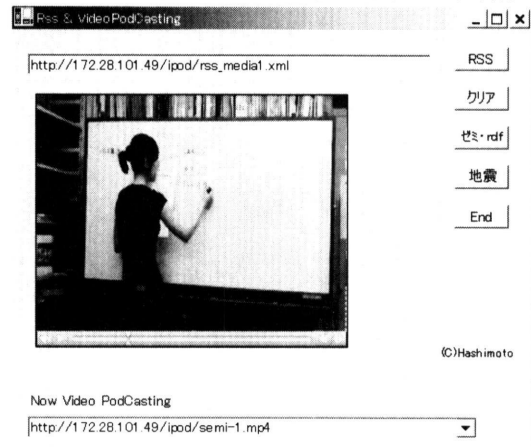 Rss & VideoPodCasting
http://172.28.101.49/ipod/rss_media1.xml
RSS
クリア
ゼミ・rdf
地震
End
(C)Hashimoto
Now Video PodCasting
http://172.28.101.49/ipod/semi-1.mp4